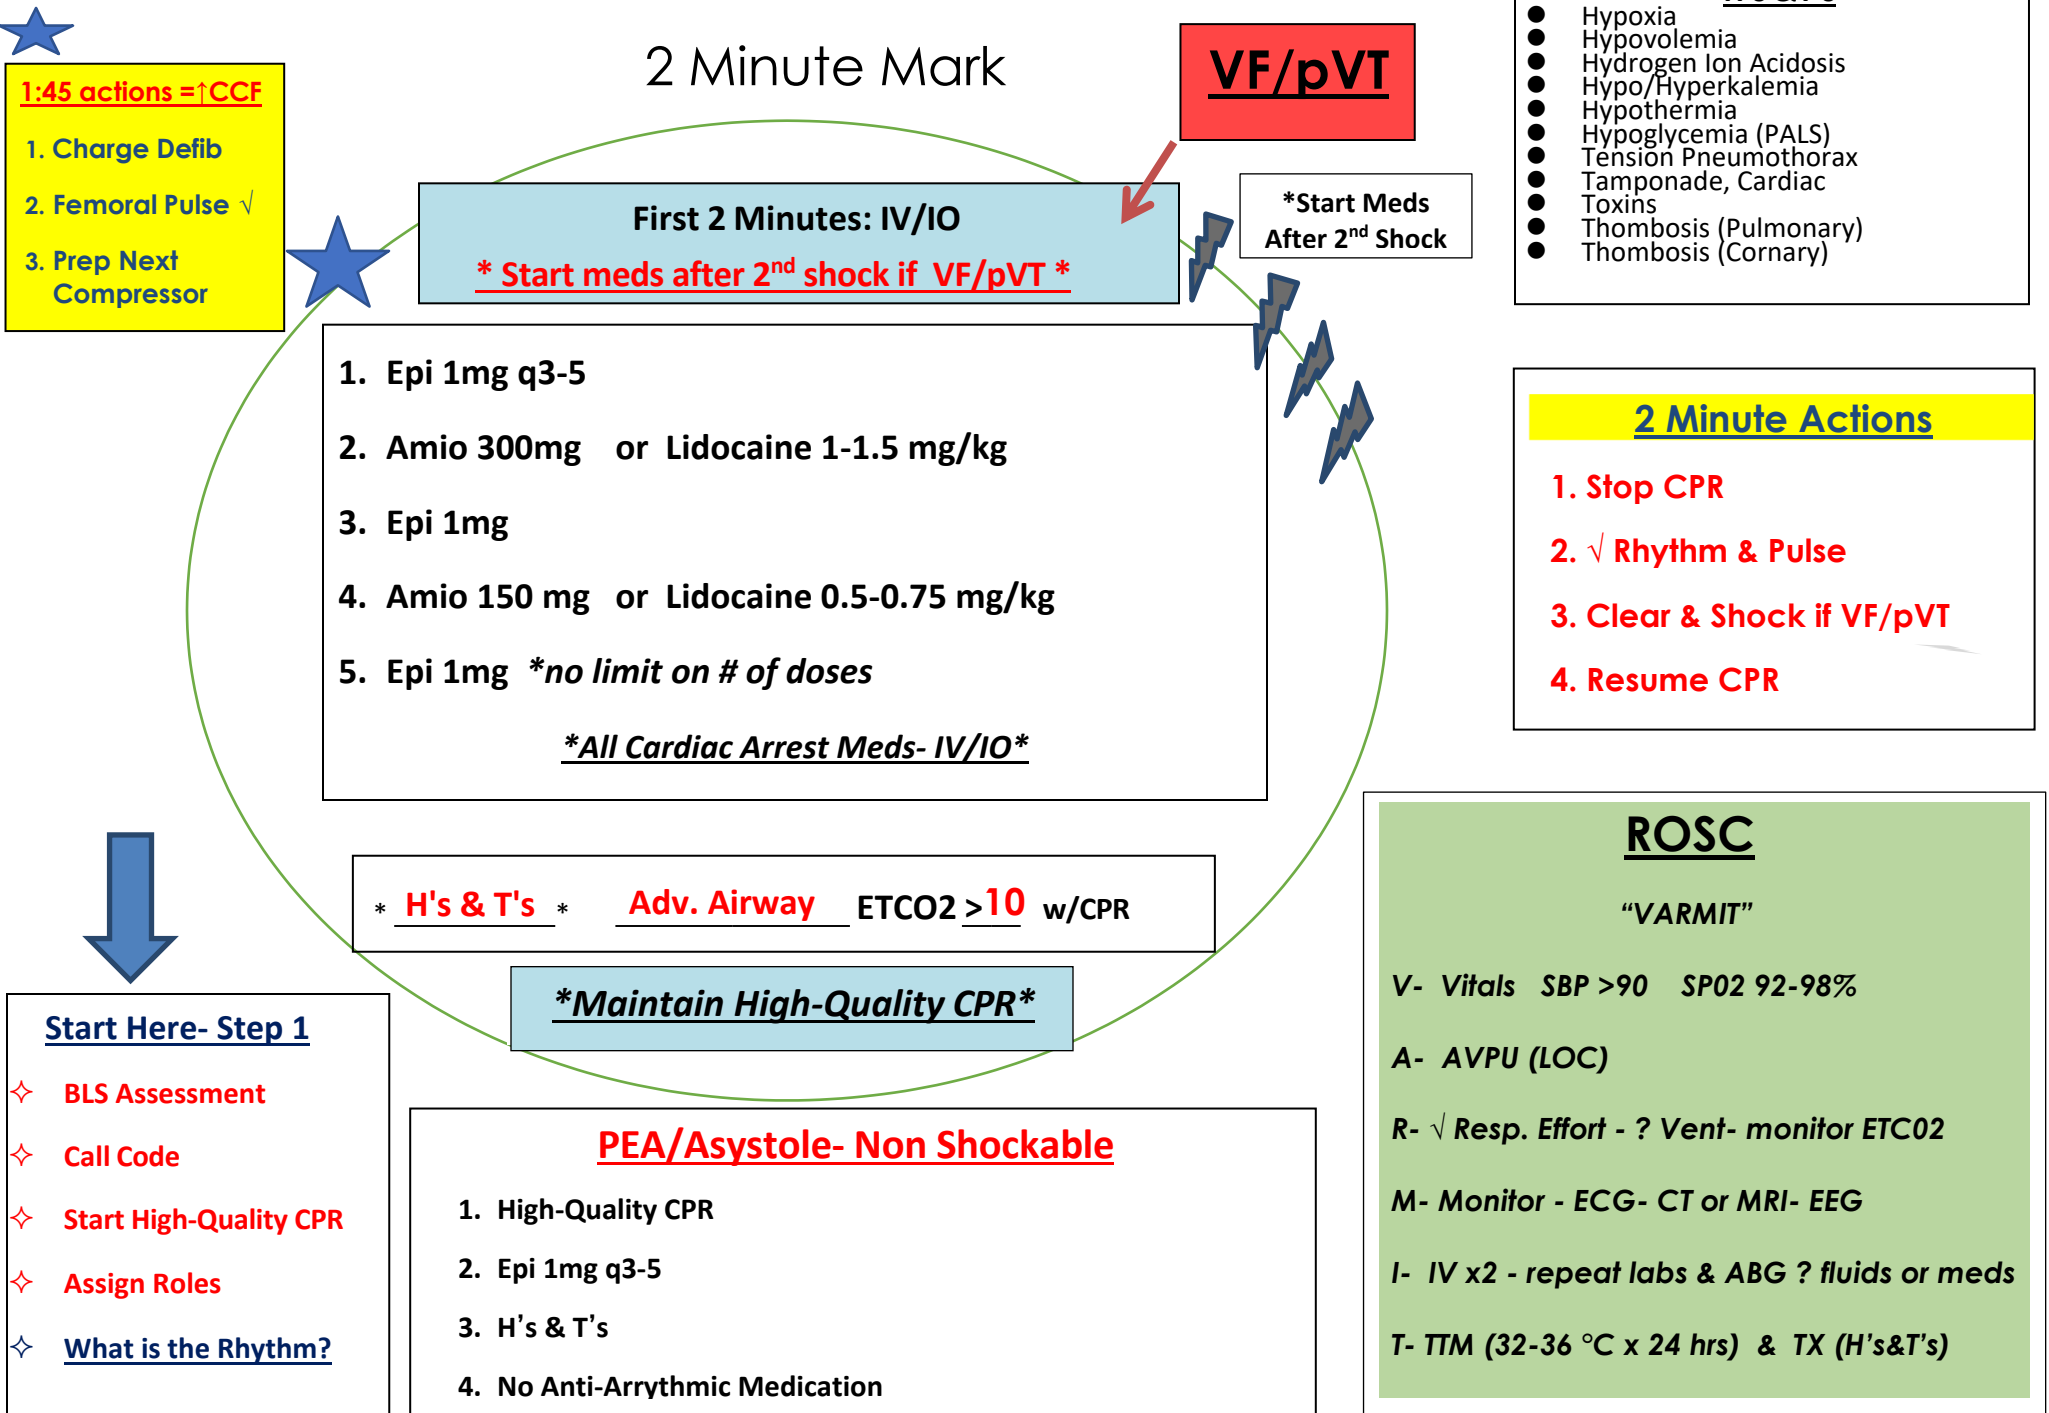 2 Minute Mark
VF/pVT
1:45 actions =↑CCF
1. Charge Defib
2. Femoral Pulse √
3. Prep Next
Compressor
First 2 Minutes: IV/IO
* Start meds after 2nd shock if VF/pVT *
*Start Meds
After 2nd Shock
● Hypoxia
● Hypovolemia
● Hydrogen Ion Acidosis
● Hypo/Hyperkalemia
● Hypothermia
● Hypoglycemia (PALS)
● Tension Pneumothorax
● Tamponade, Cardiac
● Toxins
● Thombosis (Pulmonary)
● Thombosis (Cornary)
1. Epi 1mg q3-5
2. Amio 300mg or Lidocaine 1-1.5 mg/kg
3. Epi 1mg
4. Amio 150 mg or Lidocaine 0.5-0.75 mg/kg
5. Epi 1mg *no limit on # of doses
*All Cardiac Arrest Meds- IV/IO*
2 Minute Actions
1. Stop CPR
2. √ Rhythm & Pulse
3. Clear & Shock if VF/pVT
4. Resume CPR
* H's & T's * Adv. Airway ETCO2 >10 w/CPR
*Maintain High-Quality CPR*
Start Here- Step 1
✧ BLS Assessment
✧ Call Code
✧ Start High-Quality CPR
✧ Assign Roles
✧ What is the Rhythm?
PEA/Asystole- Non Shockable
1. High-Quality CPR
2. Epi 1mg q3-5
3. H’s & T’s
4. No Anti-Arrythmic Medication
ROSC
“VARMIT”
V- Vitals SBP >90 SP02 92-98%
A- AVPU (LOC)
R- √ Resp. Effort - ? Vent- monitor ETC02
M- Monitor - ECG- CT or MRI- EEG
I- IV x2 - repeat labs & ABG ? fluids or meds
T- TTM (32-36 °C x 24 hrs) & TX (H’s&T’s)